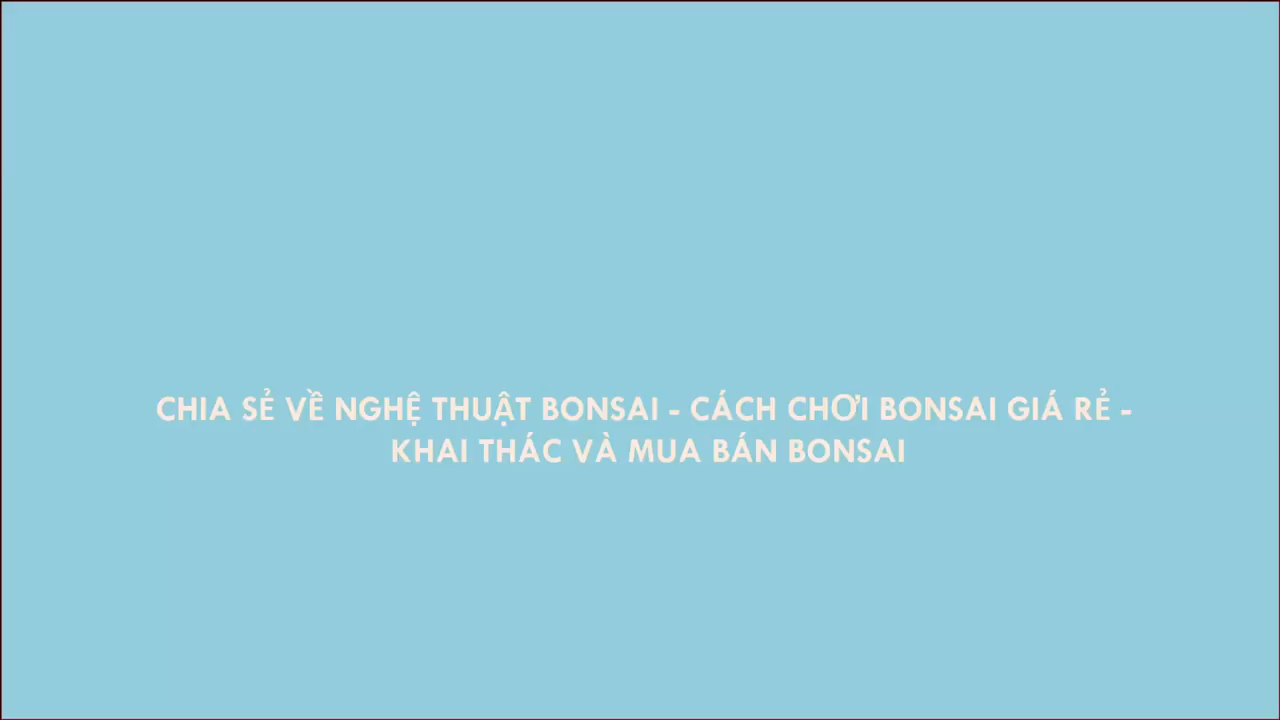 CHIA SẺ VỀ NGHỆ THUẬT BONSAI - CÁCH CHƠI BONSAI GIÁ RẺ -
KHAI THÁC VÀ MUA BÁN BONSAI